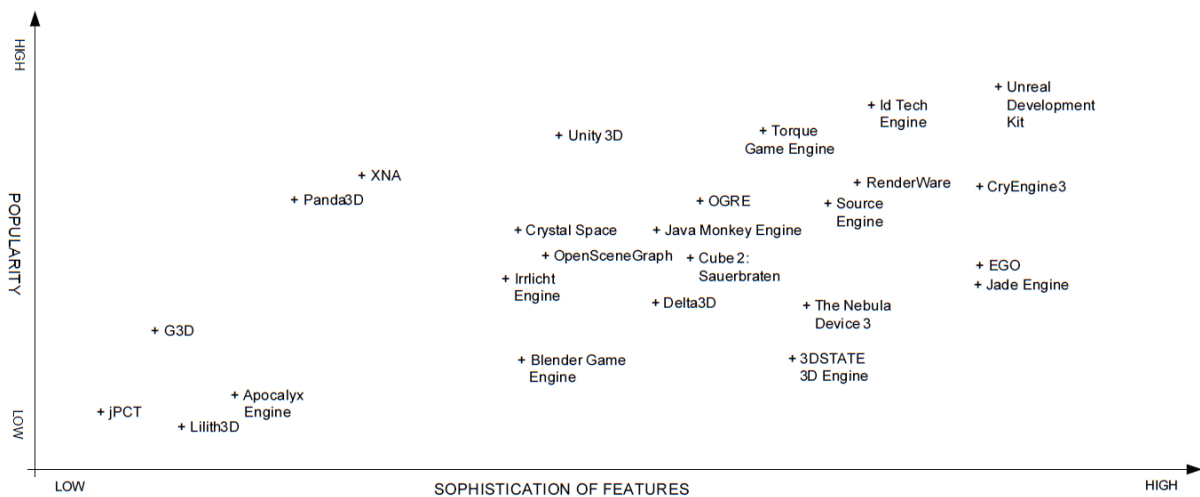 HIGH
+ Unreal
Development
Kit
+ Id Tech
Engine
+ Torque
Game Engine
+ Unity 3D
+ XNA
+ RenderWare
+ CryEngine3
+ Panda3D
+ OGRE
+ Source
Engine
POPULARITY
+ Crystal Space
+ Java Monkey Engine
+ OpenSceneGraph
+ Cube 2:
Sauerbraten
+ EGO
+ Irrlicht
Engine
+ Jade Engine
+ Delta3D
+ The Nebula
Device 3
+ G3D
+ Blender Game
Engine
+ 3DSTATE
3D Engine
+ Apocalyx
Engine
+ jPCT
+ Lilith3D
LOW
LOW
SOPHISTICATION OF FEATURES
HIGH